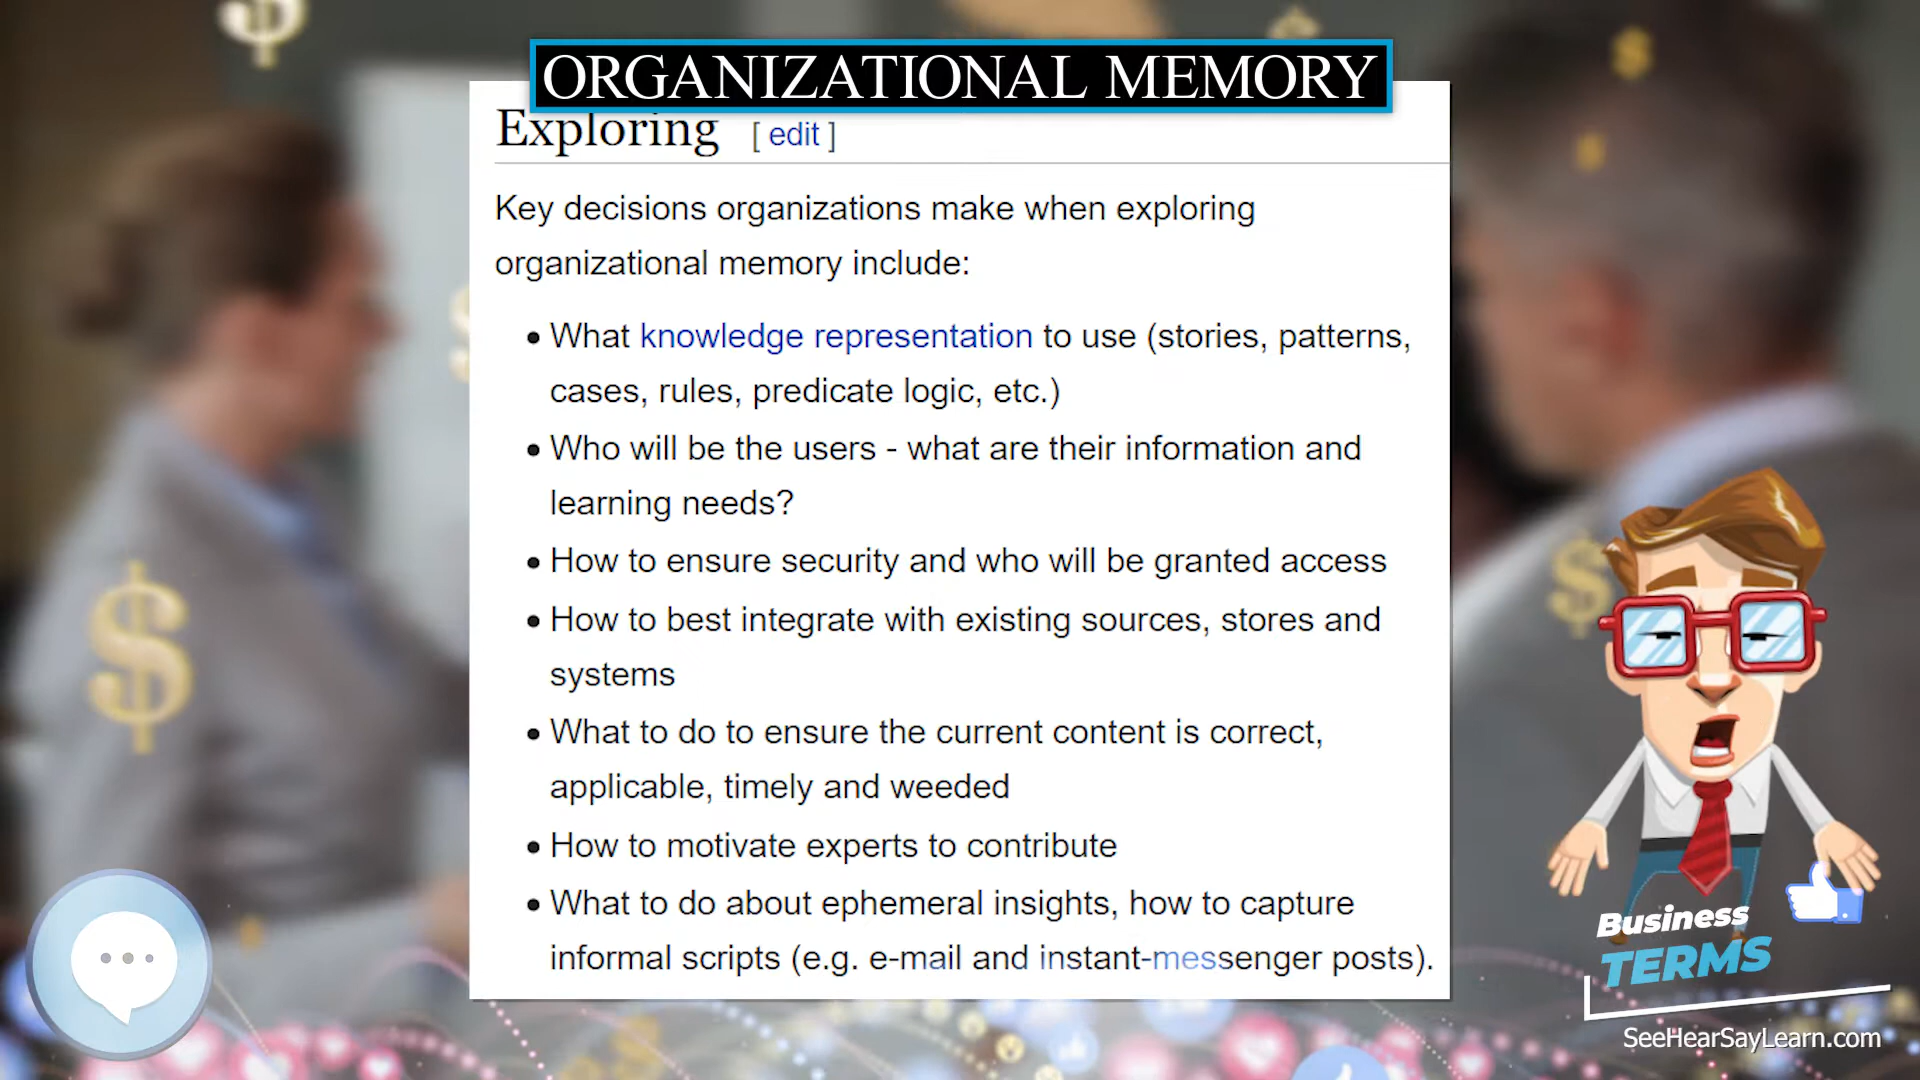 ORGANIZATIONAL MEMORY
Exploring [ edit ]
Key decisions organizations make when exploring
organizational memory include:
• What knowledge representation to use (stories, patterns,
cases, rules, predicate logic, etc.)
• Who will be the users - what are their information and
learning needs?
• How to ensure security and who will be granted access
• How to best integrate with existing sources, stores and
systems
• What to do to ensure the current content is correct,
applicable, timely and weeded
• How to motivate experts to contribute
• What to do about ephemeral insights, how to capture
informal scripts (e.g. e-mail and instant-messenger posts).
Business
TERMS
SeeHearSayLearn.com